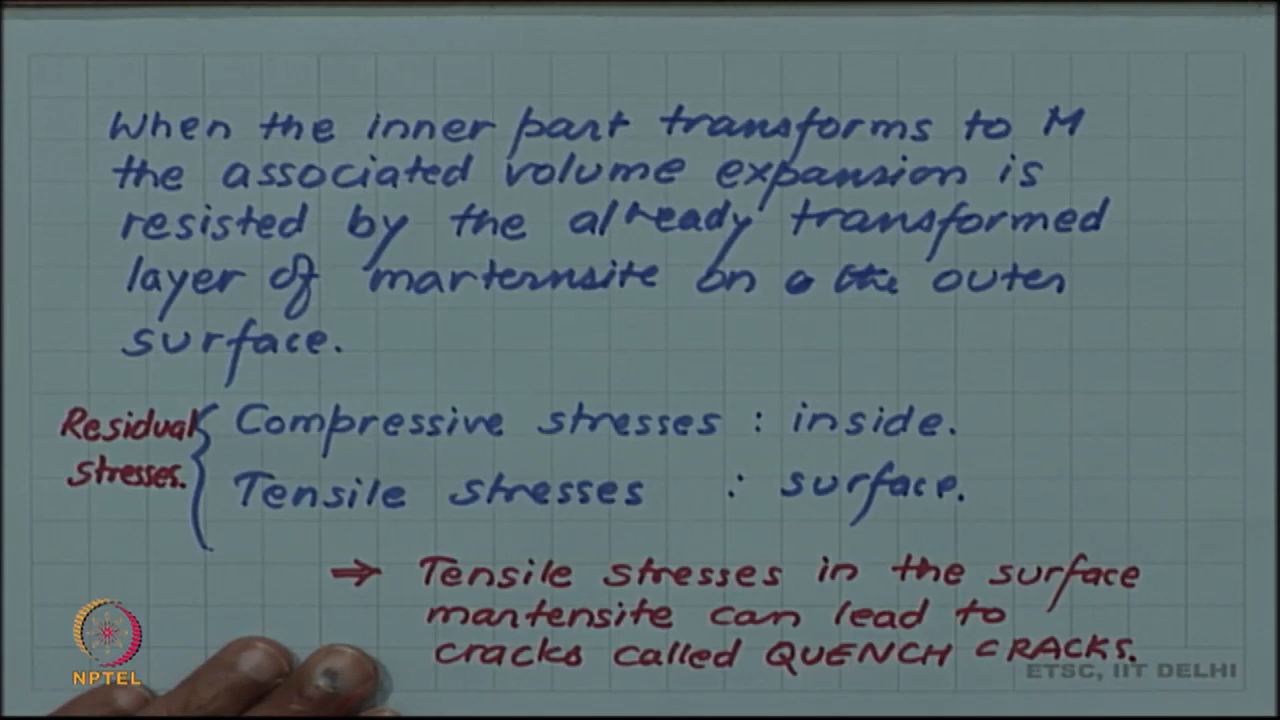 When the inner part transforms to M
the associated volume expansion is
resisted by the already transformed
layer of marternsite on the outer
surface.
Residual
stresses.
Compressive stresses : inside.
Tensile stresses : surface.
⇒ Tensile stresses in the surface
martensite can lead to
cracks called QUENCH CRACKS.
NPTEL
ETSC, IIT DELHI